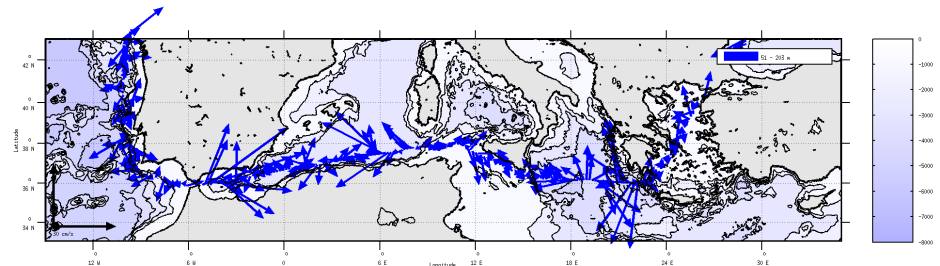 51 - 203 m
42 N
40 N
38 N
36 N
34 N
Latitude
30 cm/s
12 W
6 W
0
6 E
12 E
18 E
24 E
30 E
Longitude
0
-1000
-2000
-3000
-4000
-5000
-6000
-7000
-8000